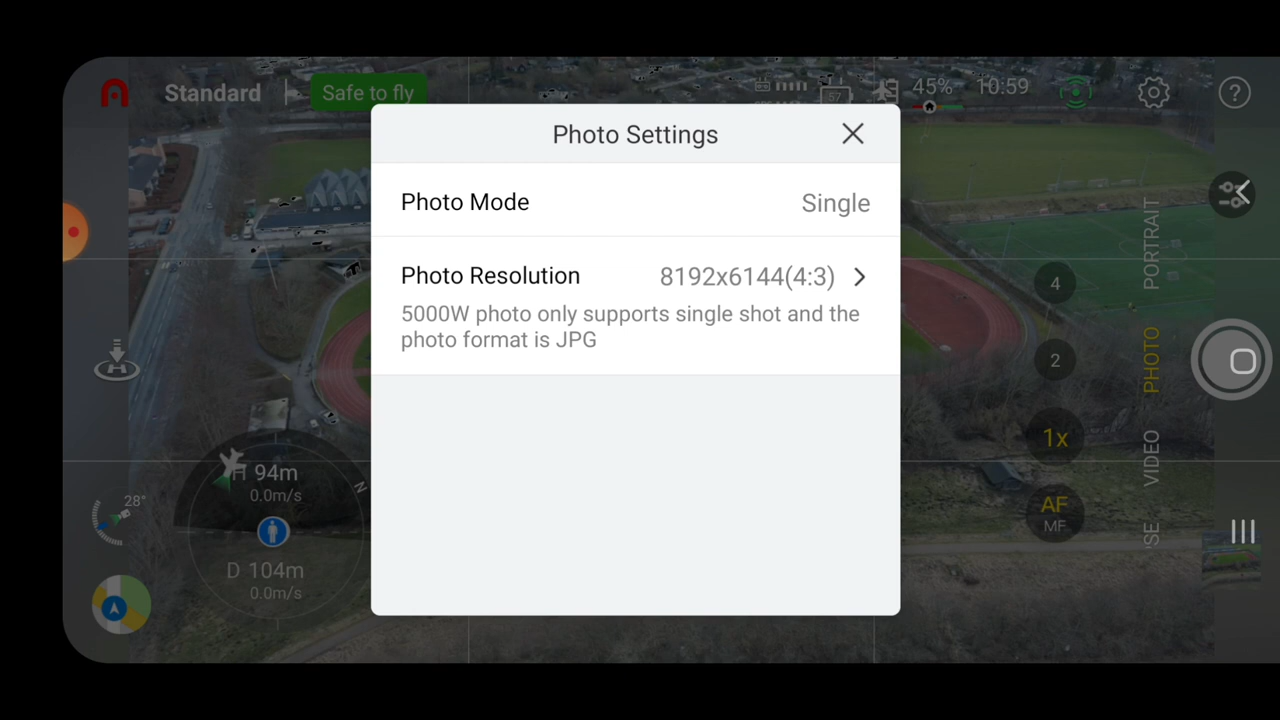 Standard
Safe to fly
57
45%
10:59
?
Photo Settings
Photo Mode
Single
Photo Resolution
8192x6144(4:3)
5000W photo only supports single shot and the
photo format is JPG
PORTRAIT
PHOTO
VIDEO
SE
4
2
1x
AF
MF
28°
H 94m
0.0m/s
N
D 104m
0.0m/s
H